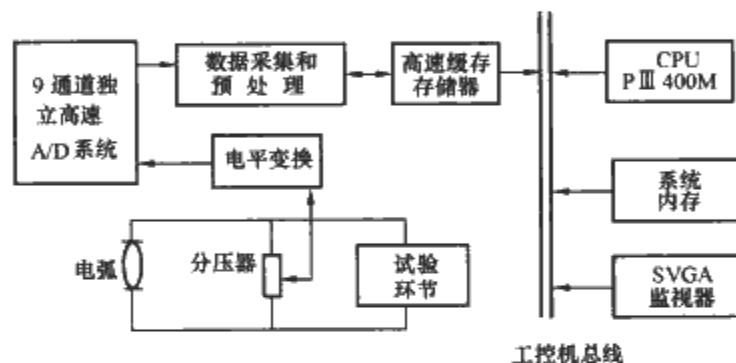 9 通道独
立高速
A/D 系统
数据采集和
预 处 理
高速缓存
存储器
CPU
PⅢ 400M
电平变换
系统
内存
电弧
分压器
试验
环节
SVGA
监视器
工控机总线